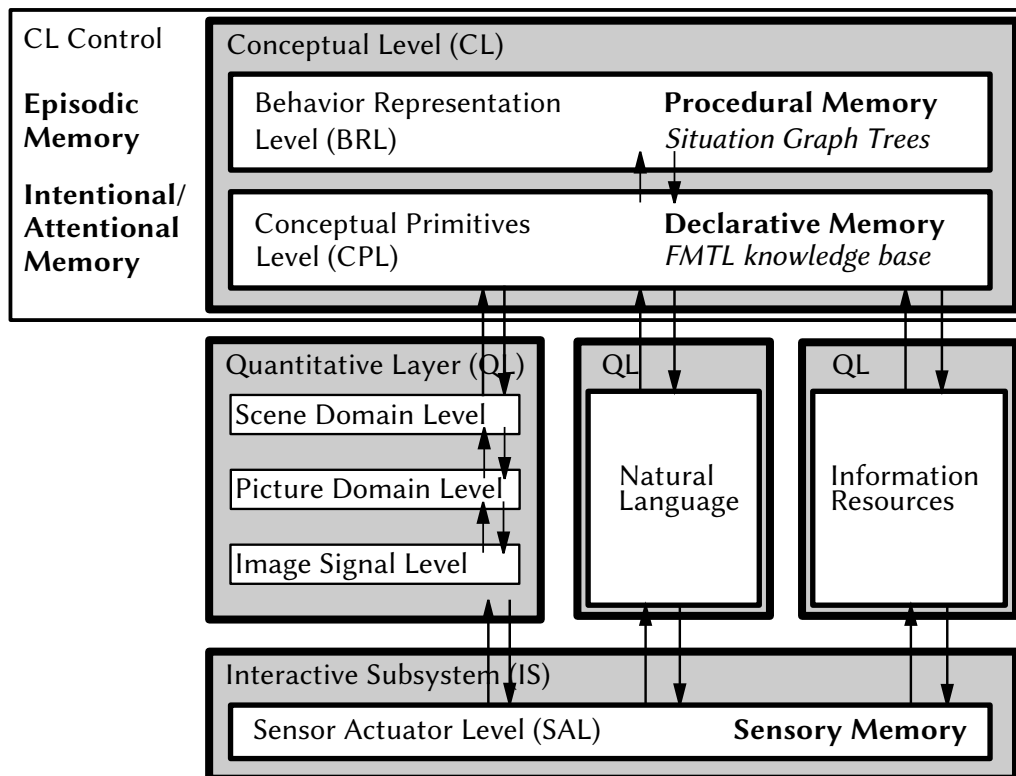 CL Control
Episodic
Memory
Intentional/
Attentional
Memory
Conceptual Level (CL)
Behavior Representation
Level (BRL)
Procedural Memory
Situation Graph Trees
Conceptual Primitives
Level (CPL)
Declarative Memory
FMTL knowledge base
Quantitative Layer (QL)
Scene Domain Level
Picture Domain Level
Image Signal Level
QL
Natural
Language
QL
Information
Resources
Interactive Subsystem (IS)
Sensor Actuator Level (SAL)
Sensory Memory